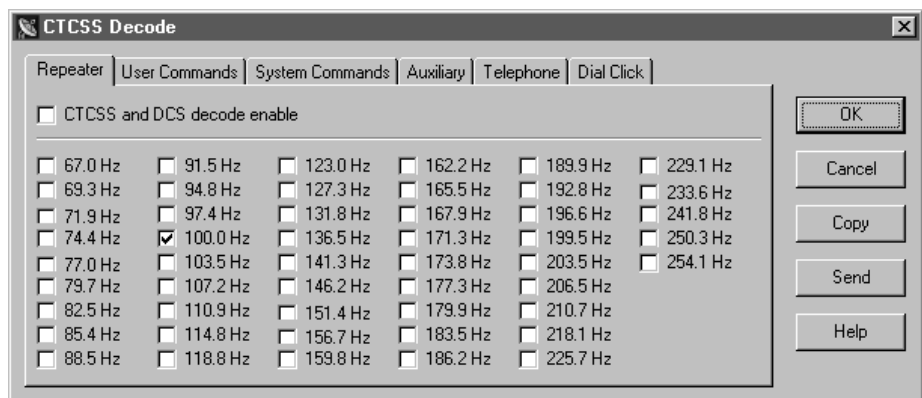 CTCSS Decode
Repeater User Commands System Commands Auxiliary Telephone Dial Click
CTCSS and DCS decode enable
67.0 Hz 91.5 Hz 123.0 Hz 162.2 Hz 189.9 Hz 229.1 Hz
69.3 Hz 94.8 Hz 127.3 Hz 165.5 Hz 192.8 Hz 233.6 Hz
71.9 Hz 97.4 Hz 131.8 Hz 167.9 Hz 196.6 Hz 241.8 Hz
74.4 Hz 100.0 Hz 136.5 Hz 171.3 Hz 199.5 Hz 250.3 Hz
77.0 Hz 103.5 Hz 141.3 Hz 173.8 Hz 203.5 Hz 254.1 Hz
79.7 Hz 107.2 Hz 146.2 Hz 177.3 Hz 206.5 Hz
82.5 Hz 110.9 Hz 151.4 Hz 179.9 Hz 210.7 Hz
85.4 Hz 114.8 Hz 156.7 Hz 183.5 Hz 218.1 Hz
88.5 Hz 118.8 Hz 159.8 Hz 186.2 Hz 225.7 Hz
OK
Cancel
Copy
Send
Help